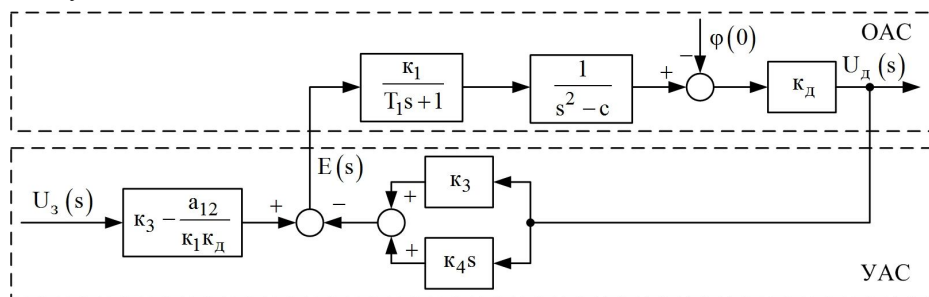 ОАС
φ(0)
−
U_д(s)
к₁
T₁s+1
1
s²−c
+
к_д
E(s)
к₃
U_з(s)
к₃ − a₁₂
к₁к_д
+
−
+
+
к₄s
УАС